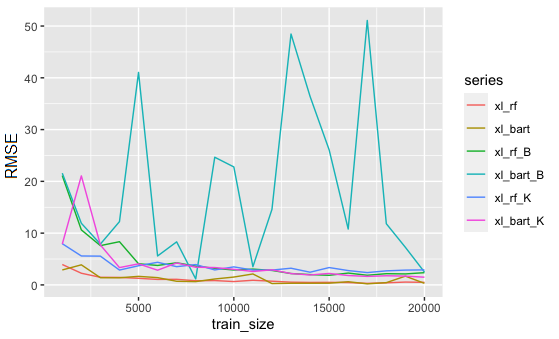 50
40
30
20
10
0
RMSE
5000 10000 15000 20000
train_size
series
xl_rf
xl_bart
xl_rf_B
xl_bart_B
xl_rf_K
xl_bart_K